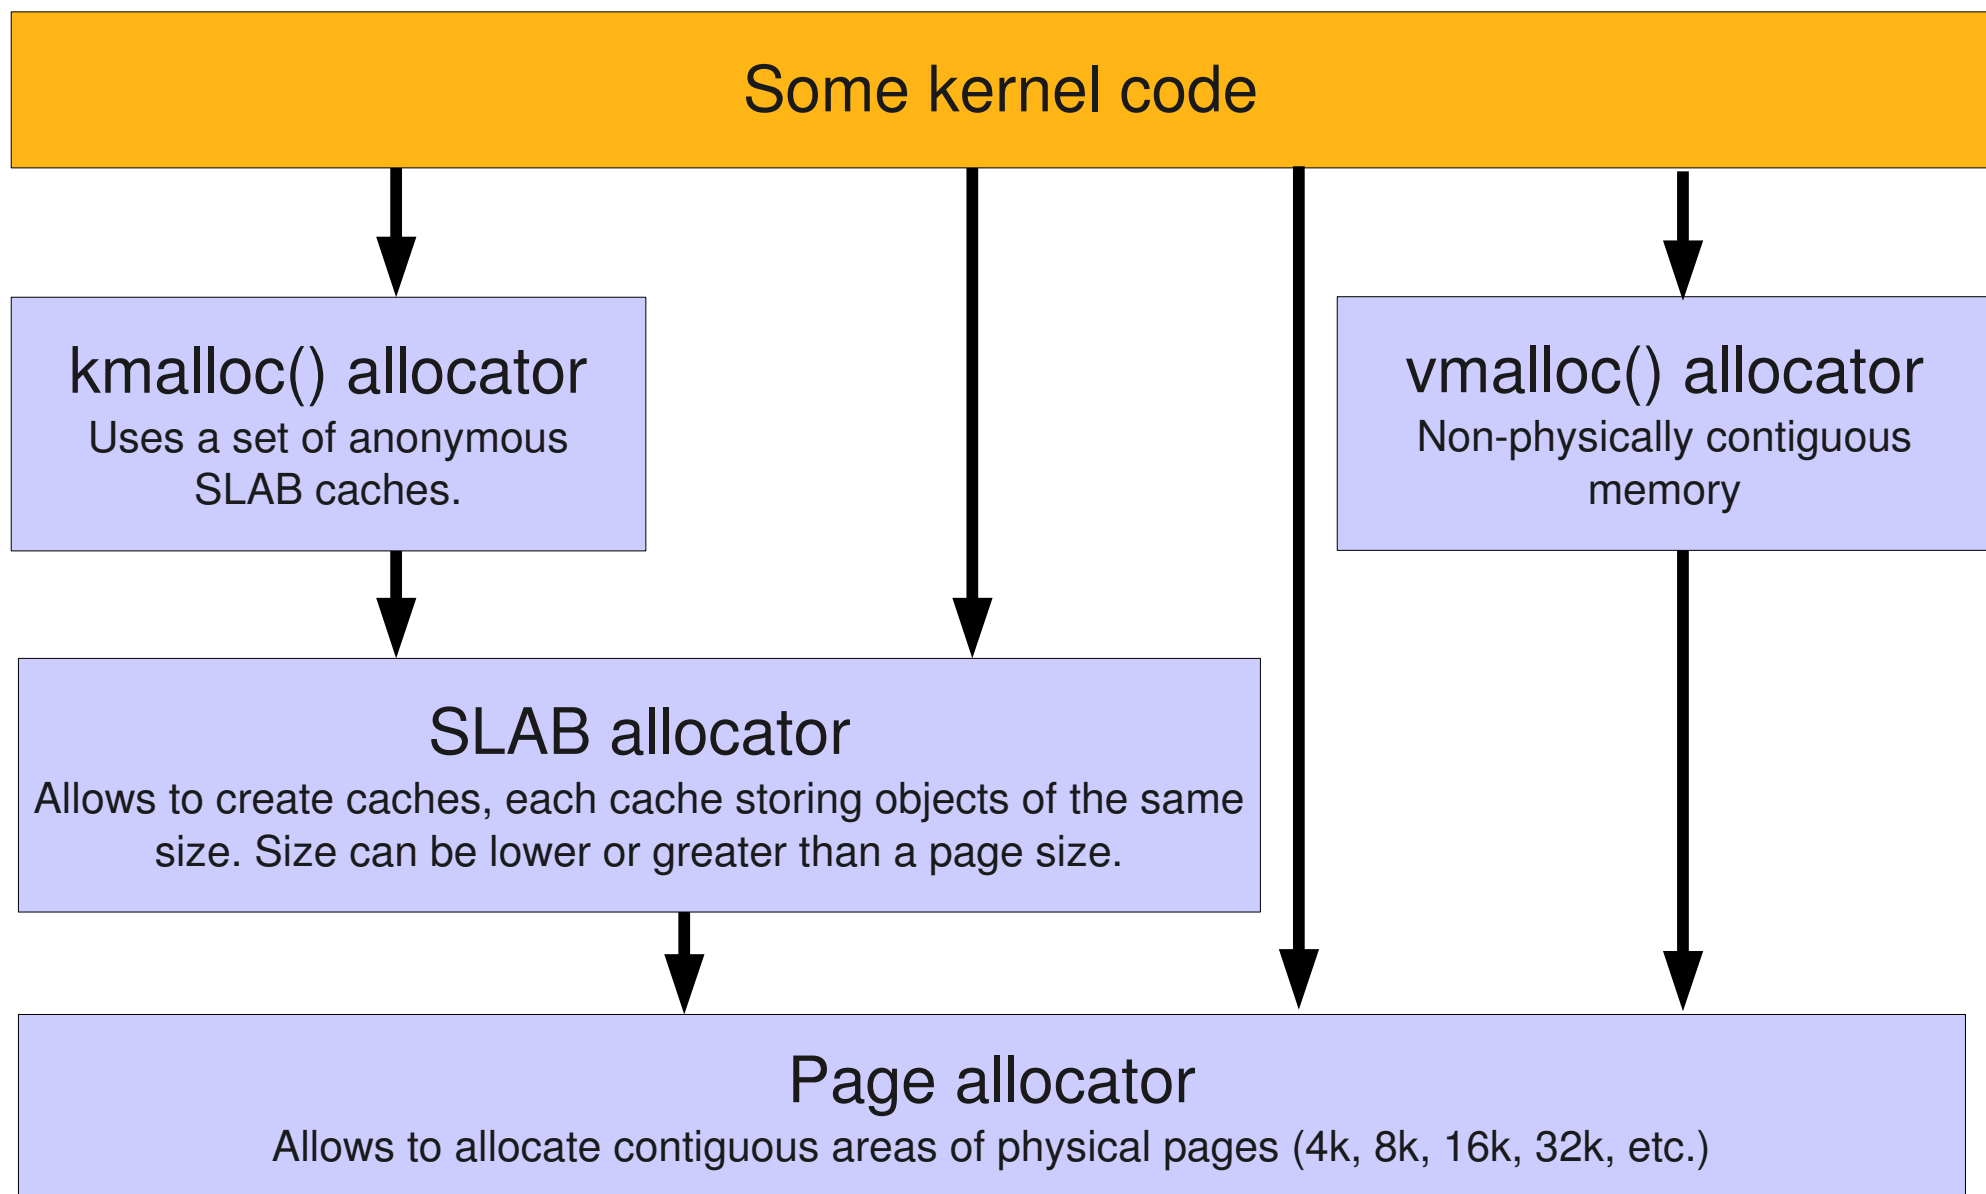 Some kernel code
kmalloc() allocator
Uses a set of anonymous
SLAB caches.
vmalloc() allocator
Non-physically contiguous
memory
SLAB allocator
Allows to create caches, each cache storing objects of the same
size. Size can be lower or greater than a page size.
Page allocator
Allows to allocate contiguous areas of physical pages (4k, 8k, 16k, 32k, etc.)